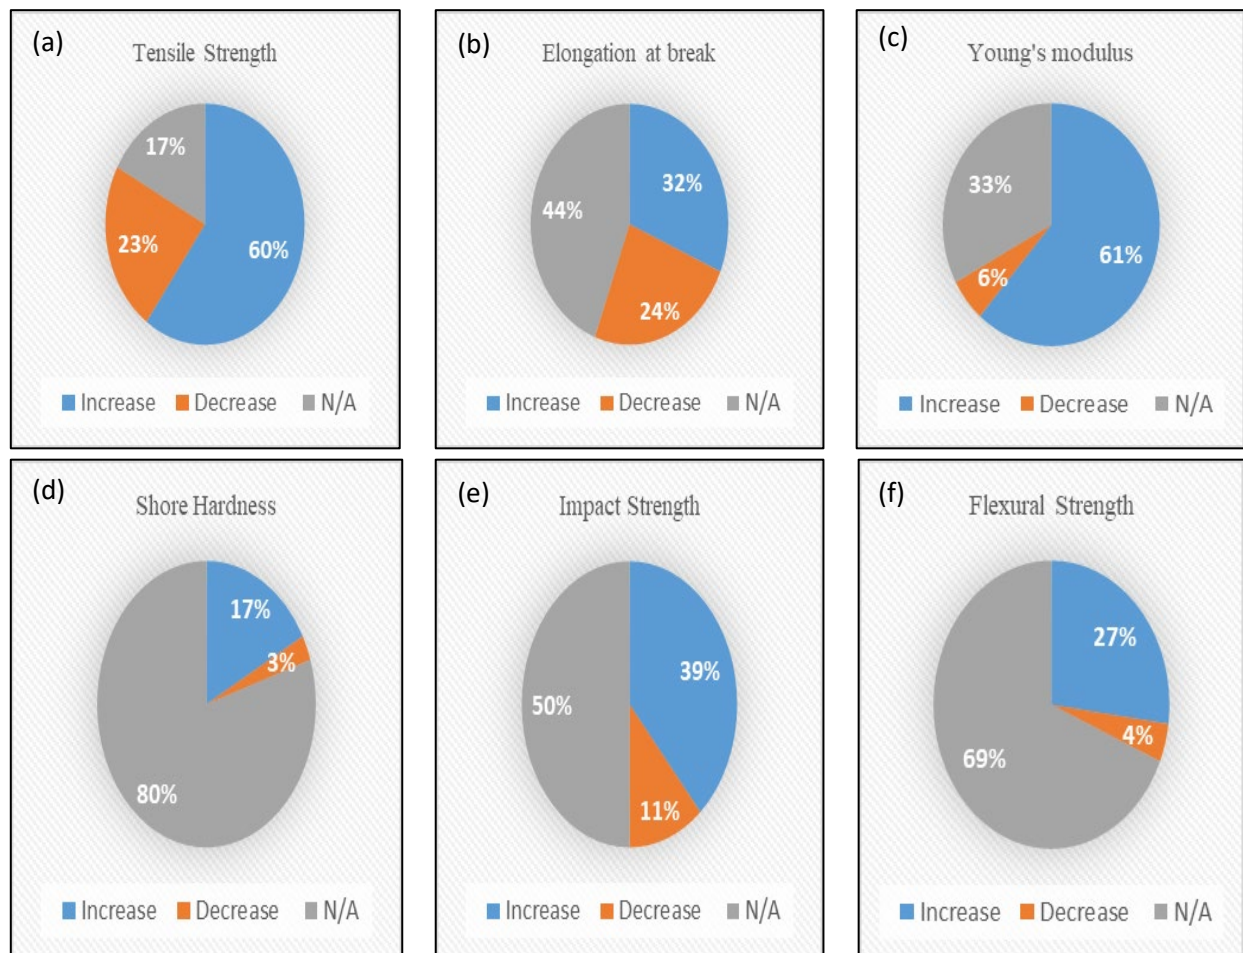 (a)
Tensile Strength
17%
23%
60%
Increase Decrease N/A
(b)
Elongation at break
32%
44%
24%
Increase Decrease N/A
(c)
Young's modulus
33%
61%
6%
Increase Decrease N/A
(d)
Shore Hardness
17%
3%
80%
Increase Decrease N/A
(e)
Impact Strength
39%
50%
11%
Increase Decrease N/A
(f)
Flexural Strength
27%
4%
69%
Increase Decrease N/A